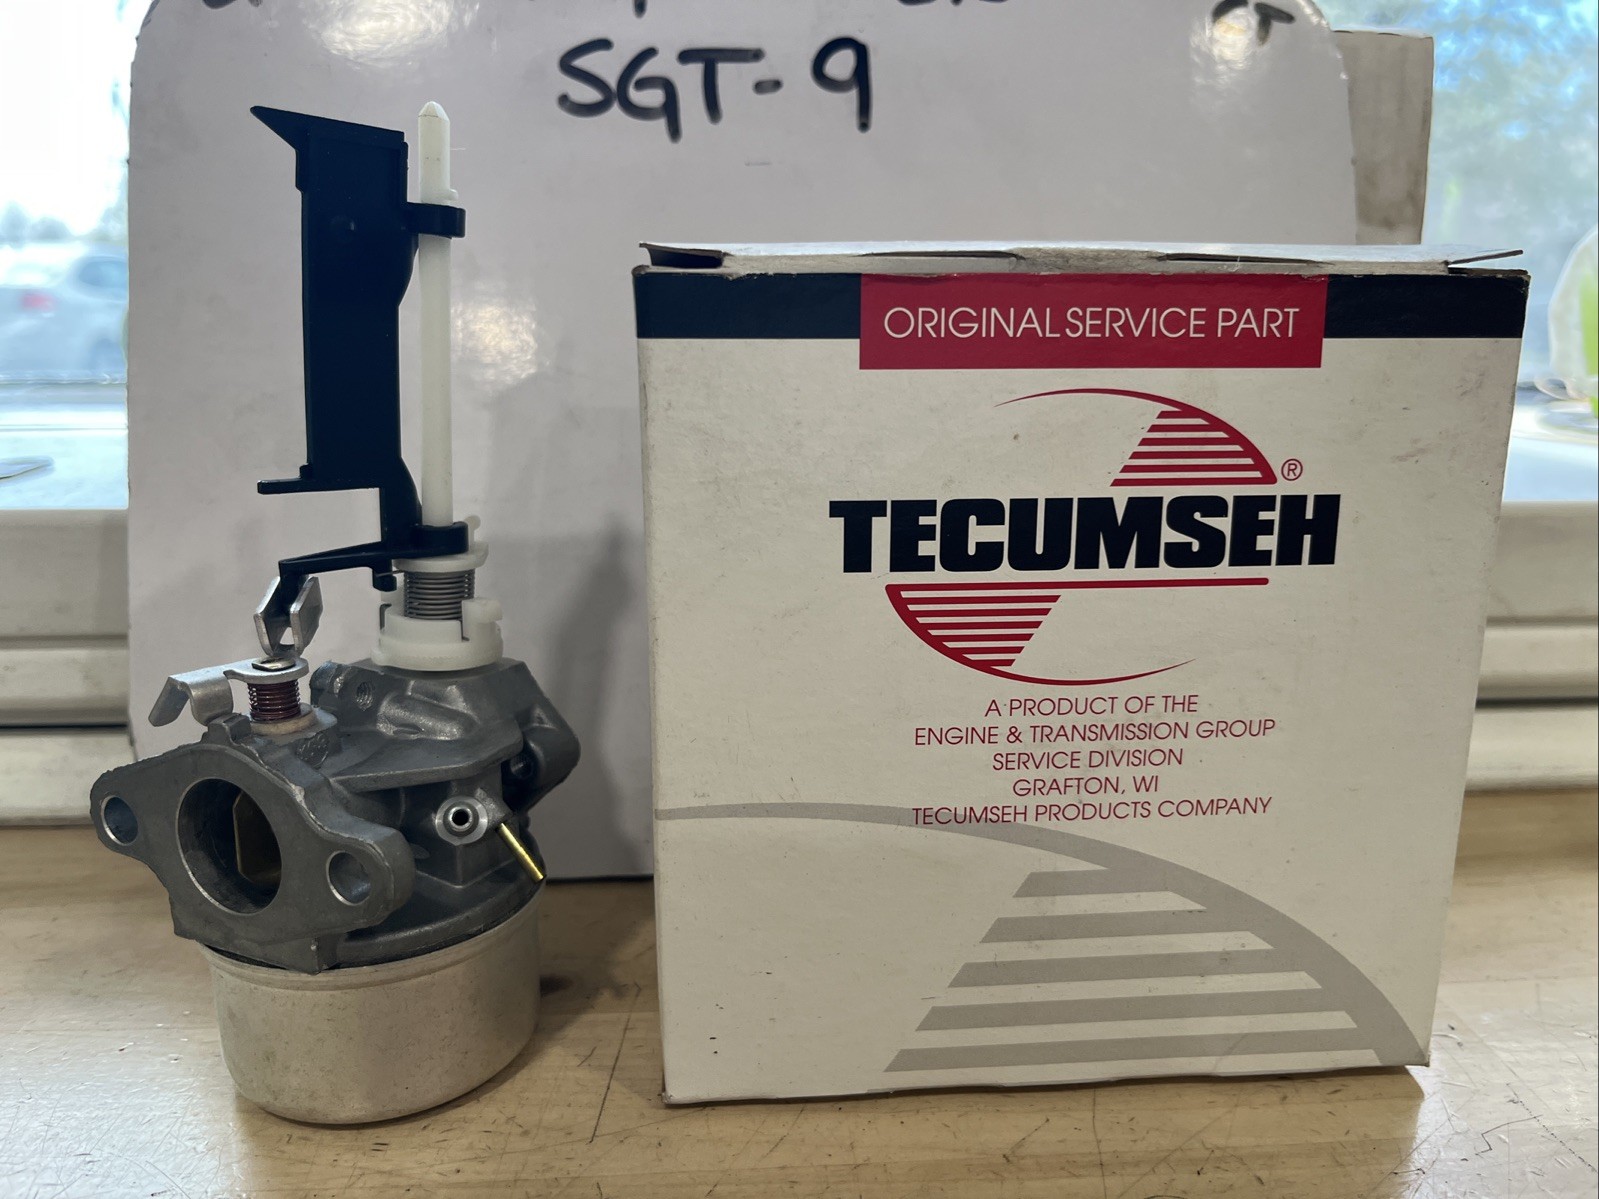 SGT-9
ORIGINAL SERVICE PART
TECUMSEH®
A PRODUCT OF THE
ENGINE & TRANSMISSION GROUP
SERVICE DIVISION
GRAFTON, WI
TECUMSEH PRODUCTS COMPANY